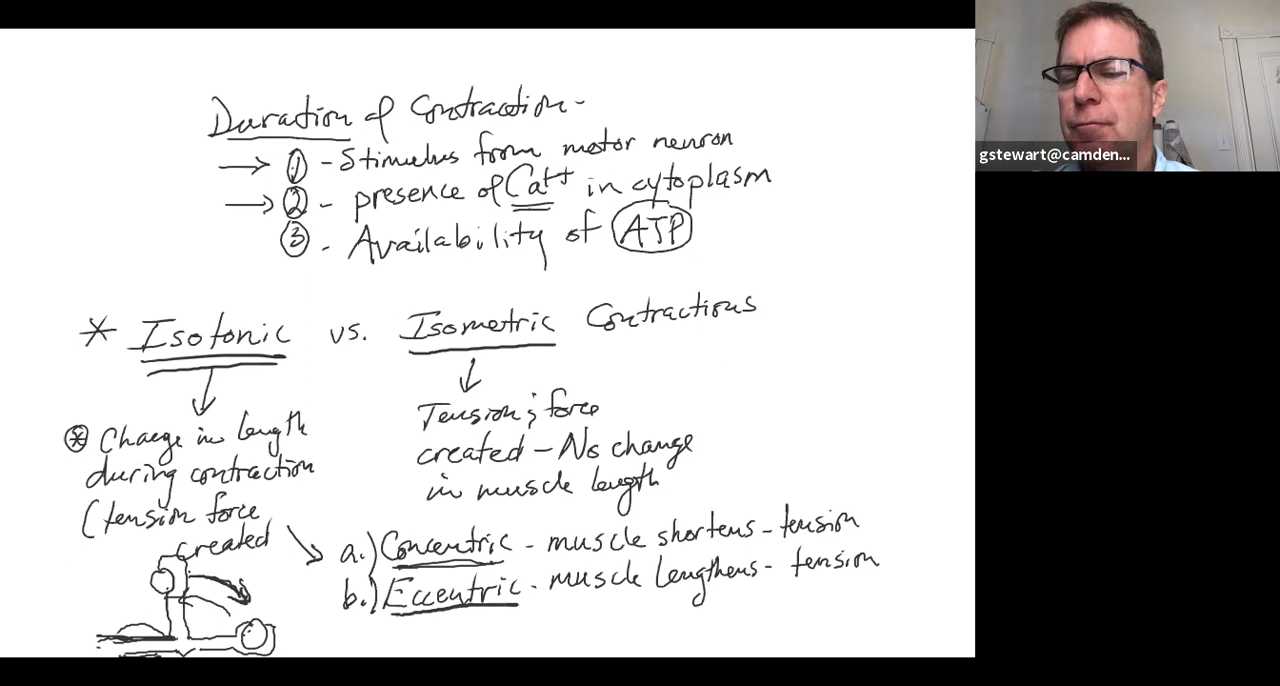 Duration of Contraction -
→ ① - Stimulus from motor neuron
→ ② - presence of Ca++ in cytoplasm
③ - Availability of ATP
* Isotonic vs. Isometric Contractions
Change in length
during contraction
(tension force
created
Tension; force
created - No change
in muscle length
a.) Concentric - muscle shortens - tension
b.) Eccentric - muscle lengthens - tension
gstewart@camden...